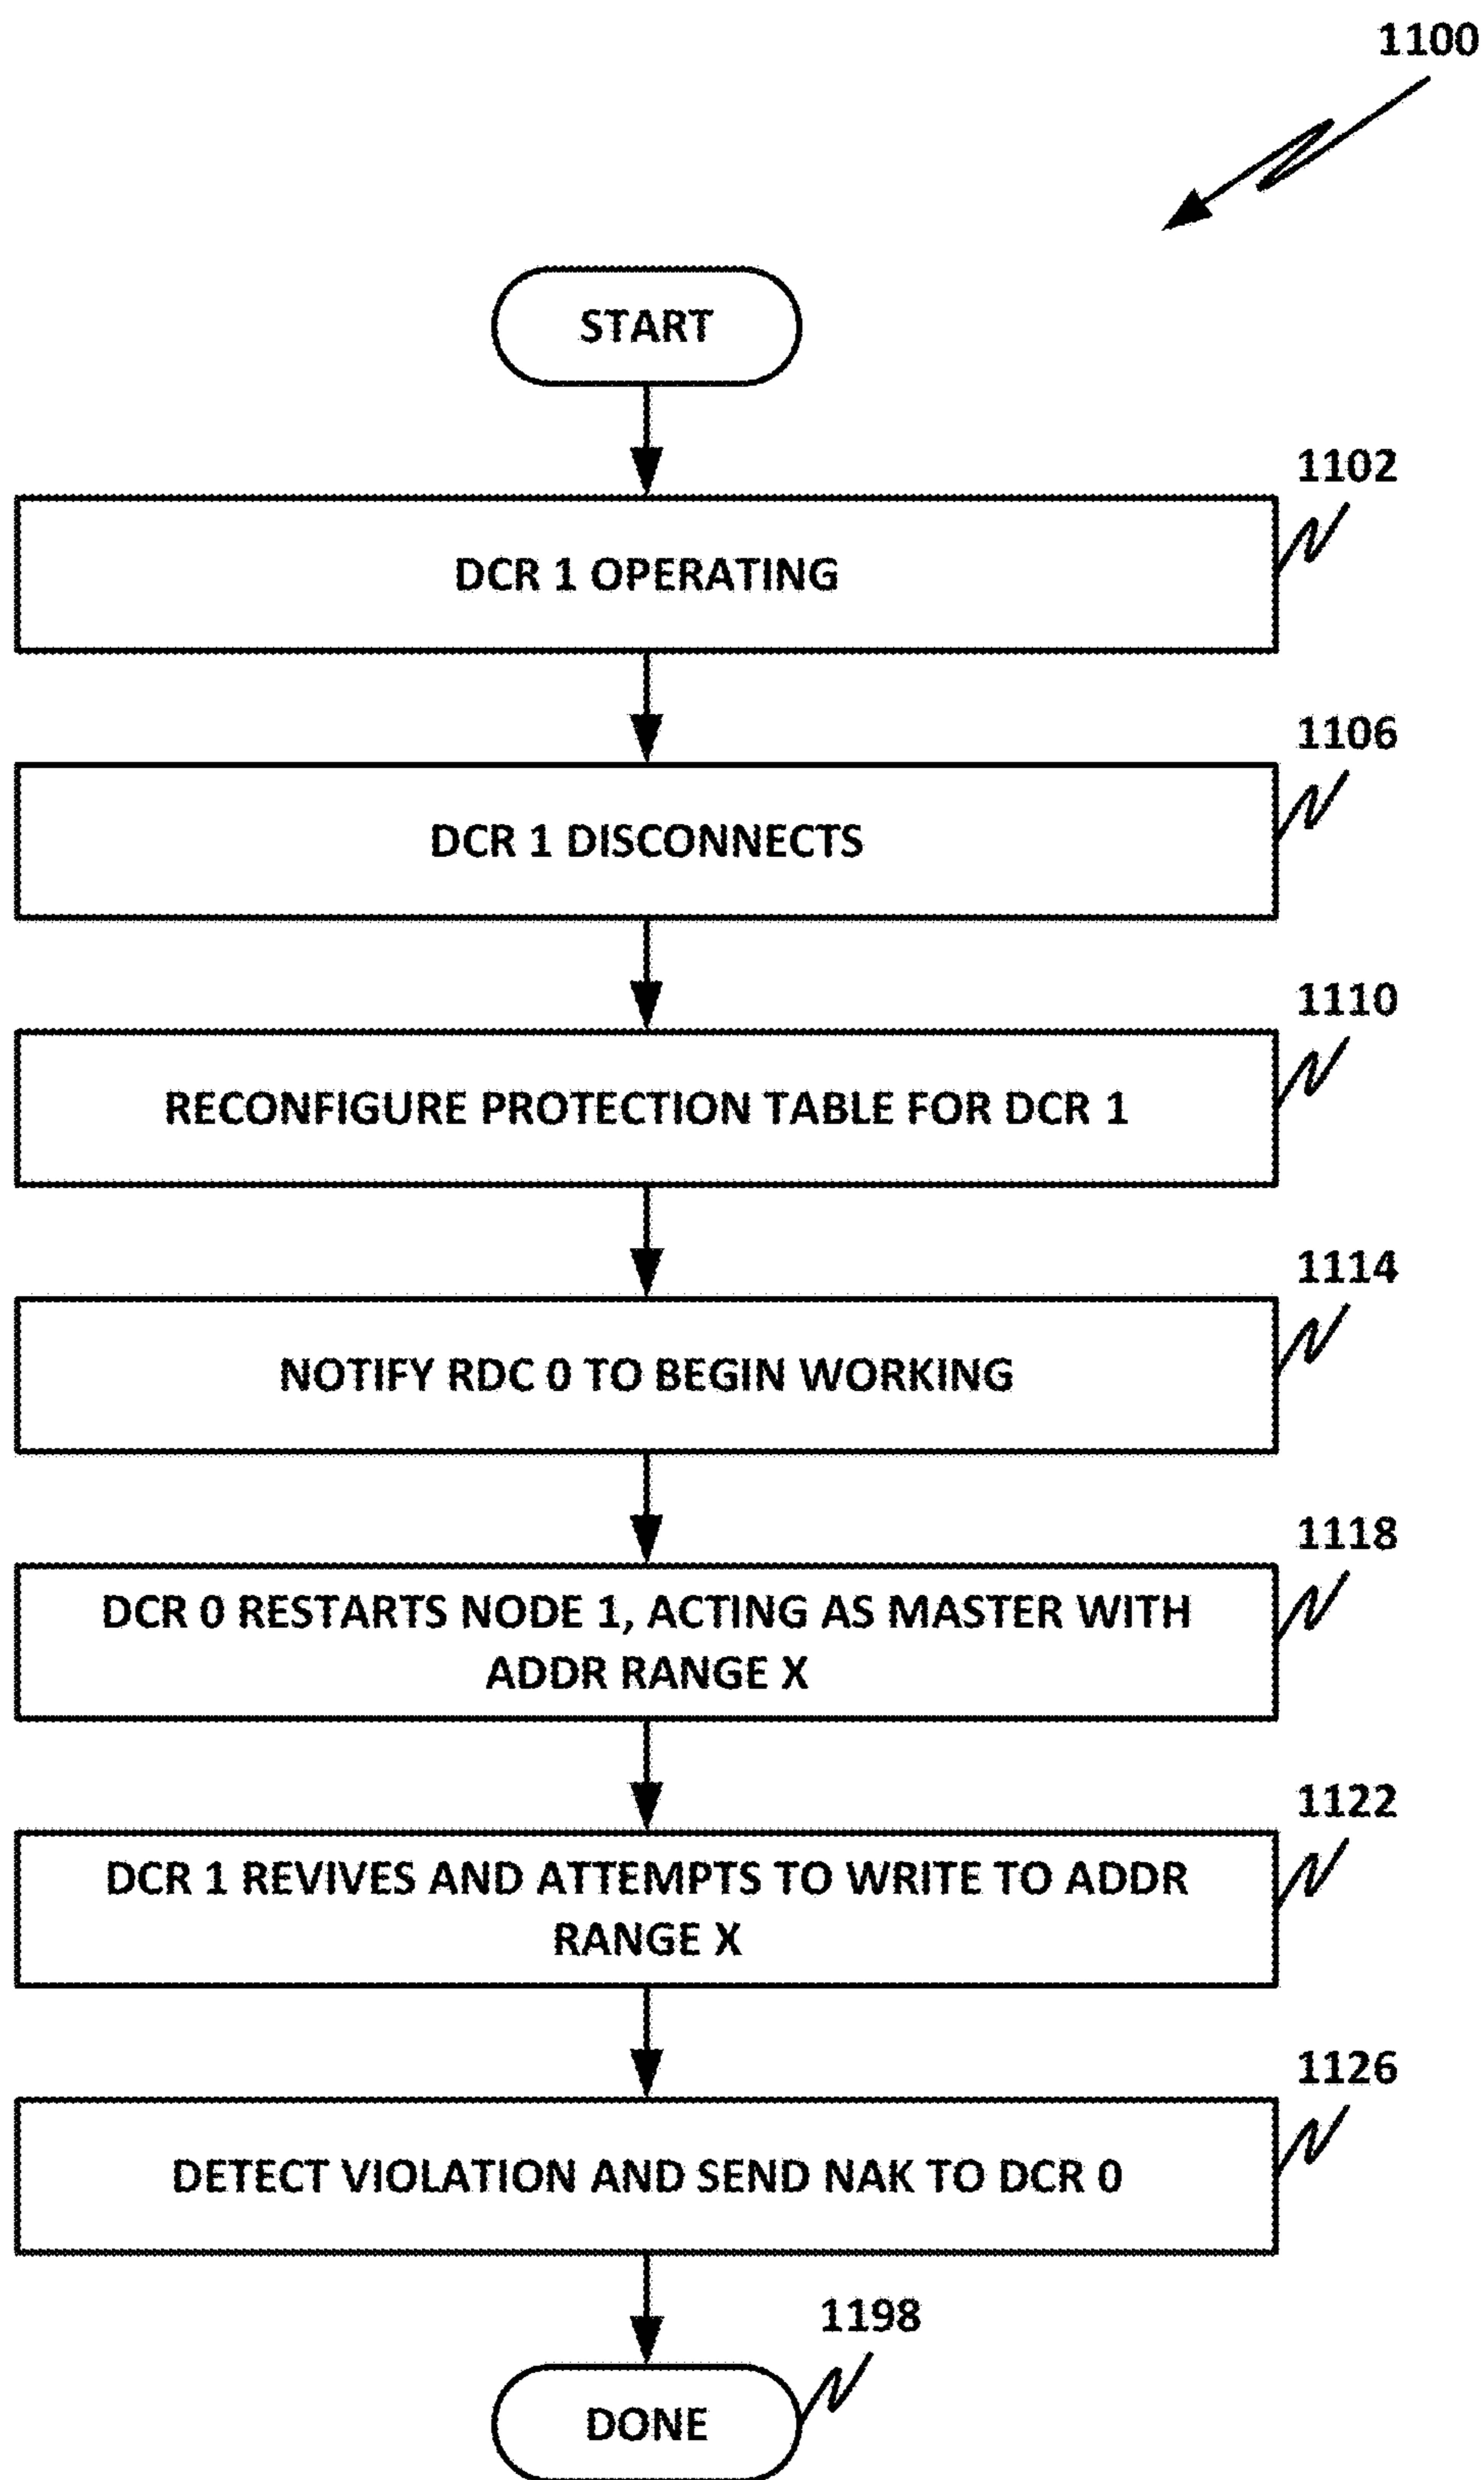 1100
START
1102
DCR 1 OPERATING
1106
DCR 1 DISCONNECTS
1110
RECONFIGURE PROTECTION TABLE FOR DCR 1
1114
NOTIFY RDC 0 TO BEGIN WORKING
1118
DCR 0 RESTARTS NODE 1, ACTING AS MASTER WITH
ADDR RANGE X
1122
DCR 1 REVIVES AND ATTEMPTS TO WRITE TO ADDR
RANGE X
1126
DETECT VIOLATION AND SEND NAK TO DCR 0
1198
DONE